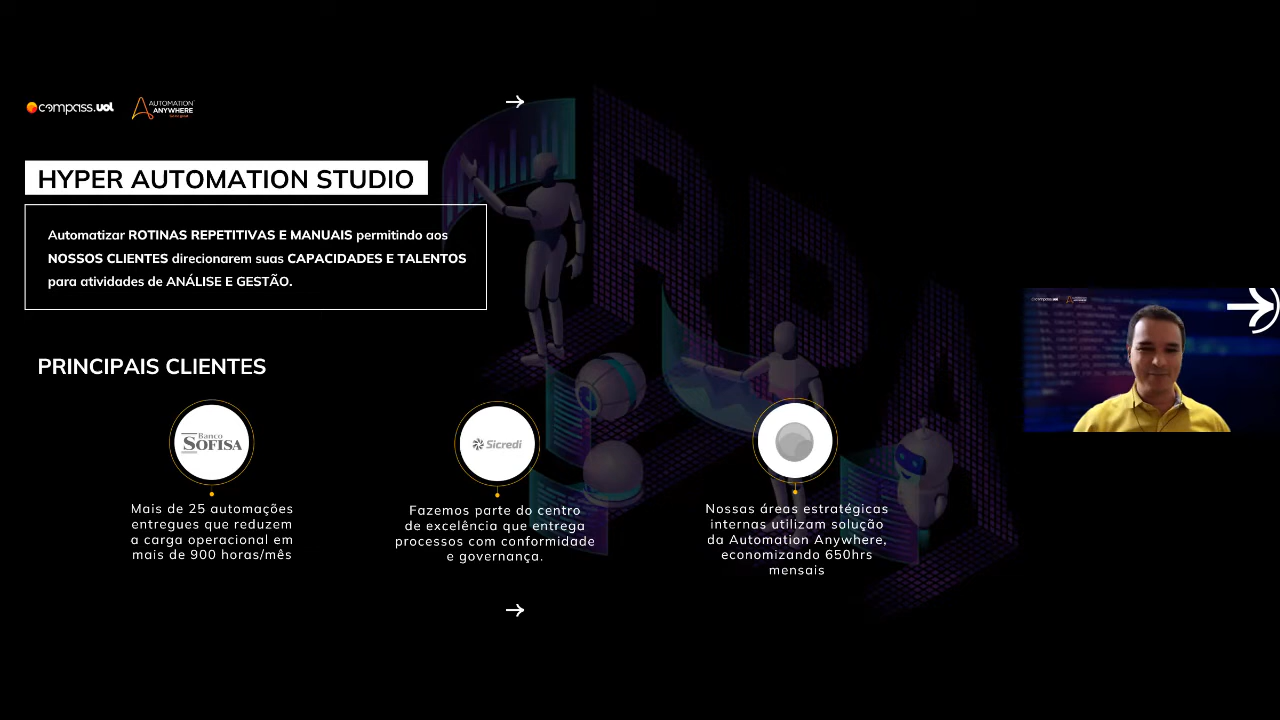 compass.uol
AUTOMATION
ANYWHERE
HYPER AUTOMATION STUDIO
Automatizar ROTINAS REPETITIVAS E MANUAIS permitindo aos
NOSSOS CLIENTES direcionarem suas CAPACIDADES E TALENTOS
para atividades de ANÁLISE E GESTÃO.
PRINCIPAIS CLIENTES
Banco
SOFISA
Mais de 25 automações
entregues que reduzem
a carga operacional em
mais de 900 horas/mês
Sicredi
Fazemos parte do centro
de excelência que entrega
processos com conformidade
e governança.
Nossas áreas estratégicas
internas utilizam solução
da Automation Anywhere,
economizando 650hrs
mensais
RPA